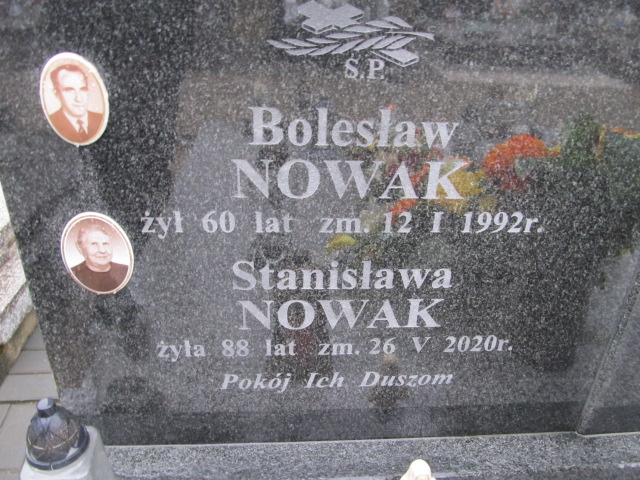 Ś.P.
Bolesław
NOWAK
żył 60 lat zm. 12 I 1992r.
Stanisława
NOWAK
żyła 88 lat zm. 26 V 2020r.
Pokój Ich Duszom